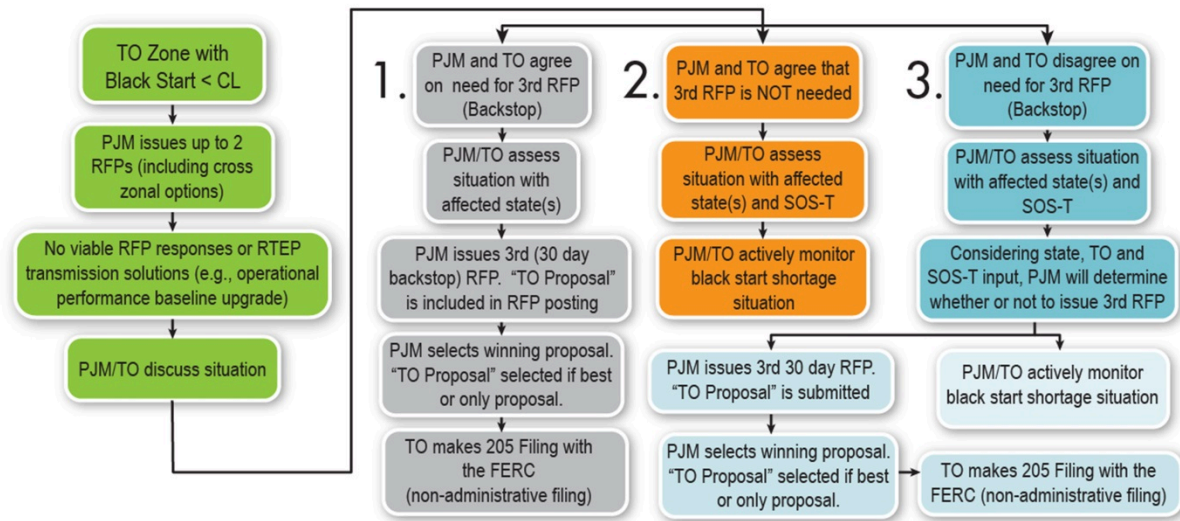 TO Zone with
Black Start < CL
PJM issues up to 2
RFPs (including cross
zonal options)
No viable RFP responses or RTEP
transmission solutions (e.g., operational
performance baseline upgrade)
PJM/TO discuss situation
1.
PJM and TO agree
on need for 3rd RFP
(Backstop)
PJM/TO assess
situation with
affected state(s)
PJM issues 3rd (30 day
backstop) RFP. “TO Proposal”
is included in RFP posting
PJM selects winning proposal.
“TO Proposal” selected if best
or only proposal.
TO makes 205 Filing with
the FERC
(non-administrative filing)
2.
PJM and TO agree that
3rd RFP is NOT needed
PJM/TO assess
situation with affected
state(s) and SOS-T
PJM/TO actively monitor
black start shortage
situation
3.
PJM and TO disagree on
need for 3rd RFP
(Backstop)
PJM/TO assess situation
with affected state(s) and
SOS-T
Considering state, TO and
SOS-T input, PJM will determine
whether or not to issue 3rd RFP
PJM issues 3rd 30 day RFP.
“TO Proposal” is submitted
PJM selects winning proposal.
“TO Proposal” selected if best
or only proposal.
PJM/TO actively monitor
black start shortage situation
TO makes 205 Filing with the
FERC (non-administrative filing)